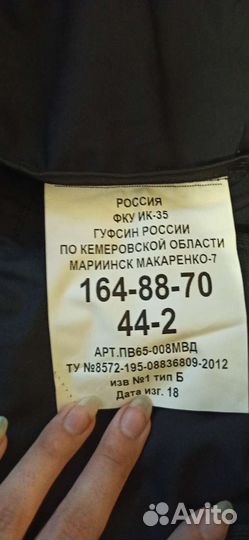 РОССИЯ
ФКУ ИК-35
ГУФСИН РОССИИ
ПО КЕМЕРОВСКОЙ ОБЛАСТИ
МАРИИНСК МАКАРЕНКО-7
164-88-70
44-2
АРТ.ПВ65-008МВД
ТУ №8572-195-08836809-2012
изв №1 тип Б
Дата изг. 18
Avito